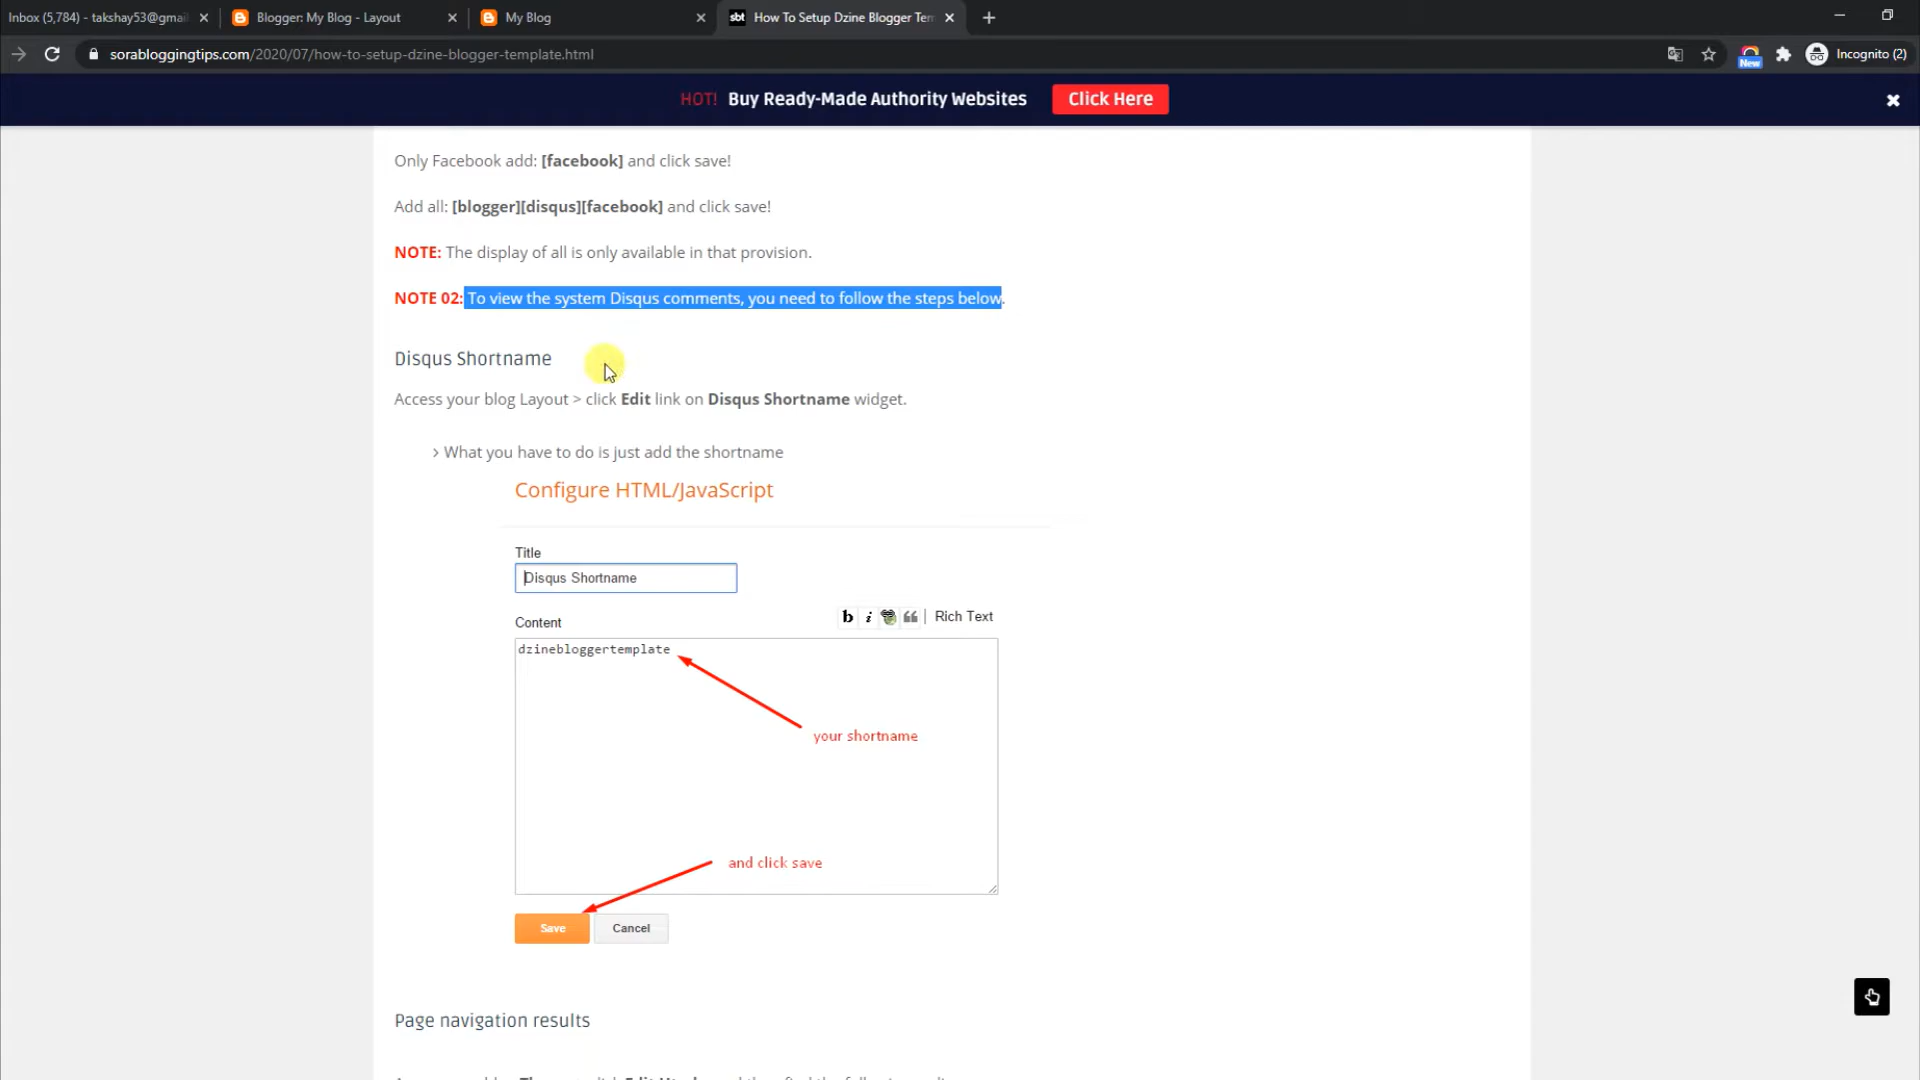 Inbox (5,784) - takshay53@gmai
Blogger: My Blog - Layout
My Blog
sbt How To Setup Dzine Blogger Tem
sorabloggingtips.com/2020/07/how-to-setup-dzine-blogger-template.html
New
Incognito (2)
HOT! Buy Ready-Made Authority Websites Click Here
Only Facebook add: [facebook] and click save!
Add all: [blogger][disqus][facebook] and click save!
NOTE: The display of all is only available in that provision.
NOTE 02: To view the system Disqus comments, you need to follow the steps below.
Disqus Shortname
Access your blog Layout > click Edit link on Disqus Shortname widget.
> What you have to do is just add the shortname
Configure HTML/JavaScript
Title
Disqus Shortname
Content
b i | Rich Text
dzinebloggertemplate
your shortname
and click save
Save Cancel
Page navigation results